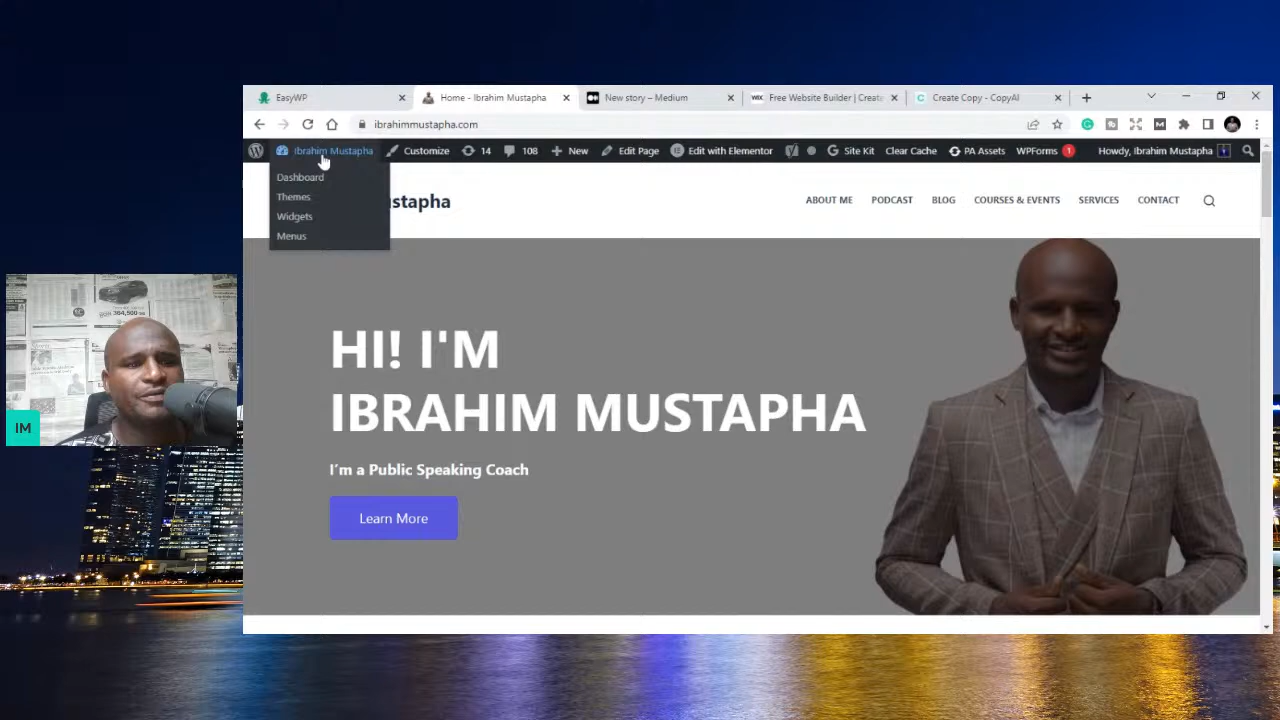 EasyWP
Home - Ibrahim Mustapha
New story – Medium
WIX
Free Website Builder | Create
C
Create Copy - CopyAI
ibrahimmustapha.com
Ibrahim Mustapha
Customize
14
108
New
Edit Page
Edit with Elementor
Site Kit
Clear Cache
PA Assets
WPForms
1
Howdy, Ibrahim Mustapha
Dashboard
Themes
Widgets
Menus
stapha
ABOUT ME
PODCAST
BLOG
COURSES & EVENTS
SERVICES
CONTACT
HI! I'M
IBRAHIM MUSTAPHA
I'm a Public Speaking Coach
Learn More
IM